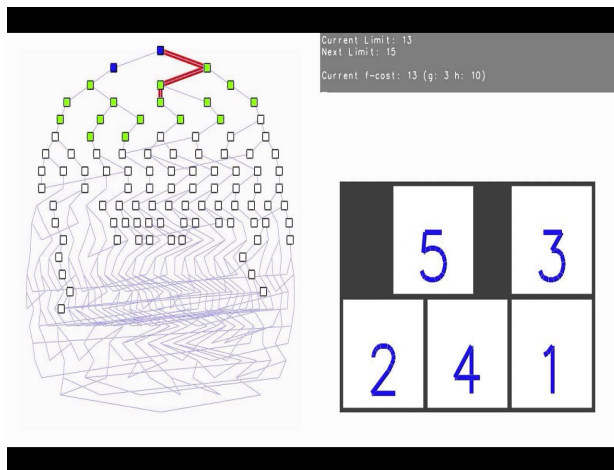 Current Limit: 13
Next Limit: 15
Current f-cost: 13 (g: 3 h: 10)
5 3
2 4 1